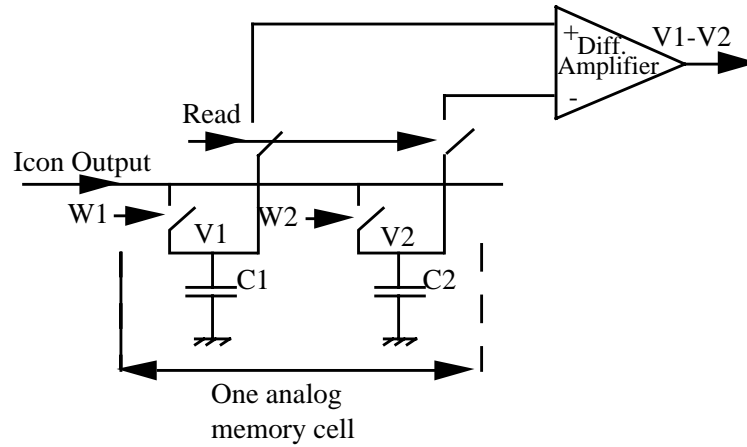 +
Diff.
Amplifier
-
V1-V2
Read
Icon Output
W1
V1
W2
V2
C1
C2
One analog
memory cell